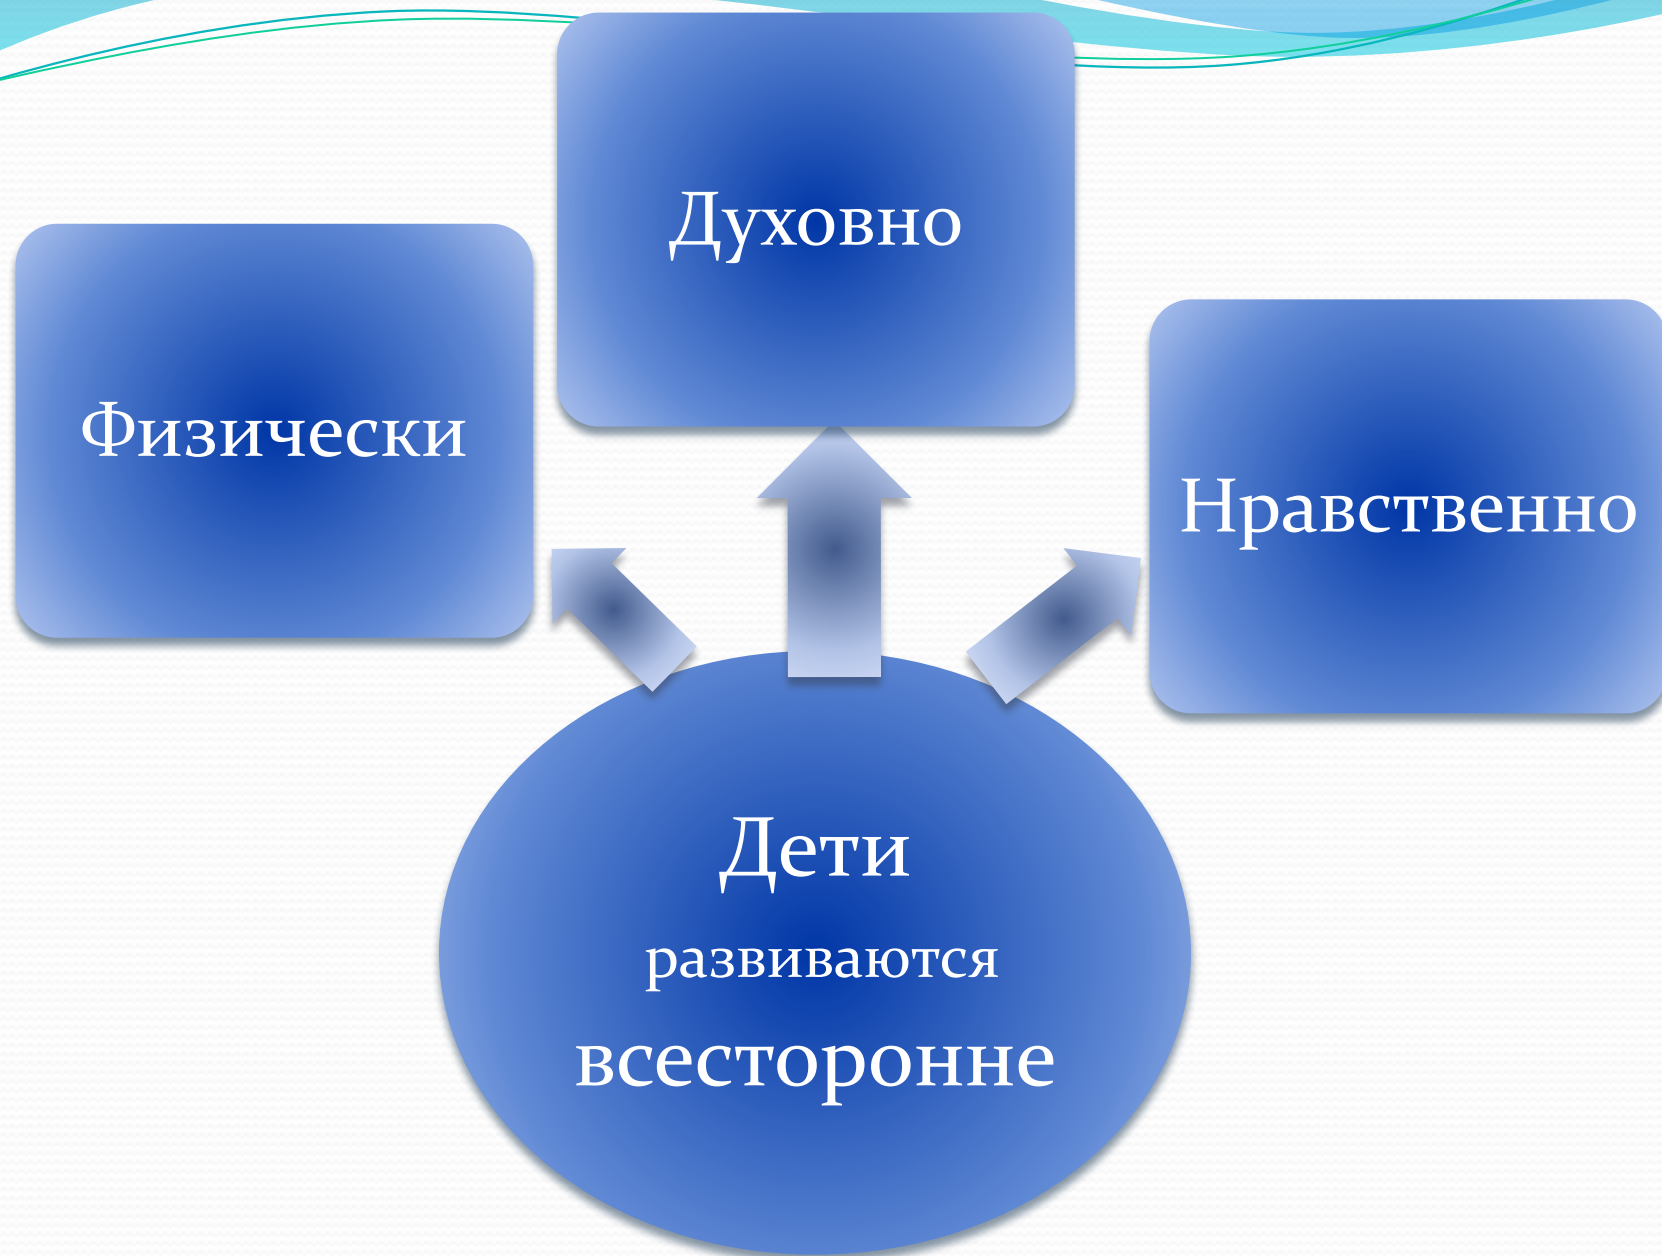 Духовно
Физически
Нравственно
Дети
развиваются
всесторонне